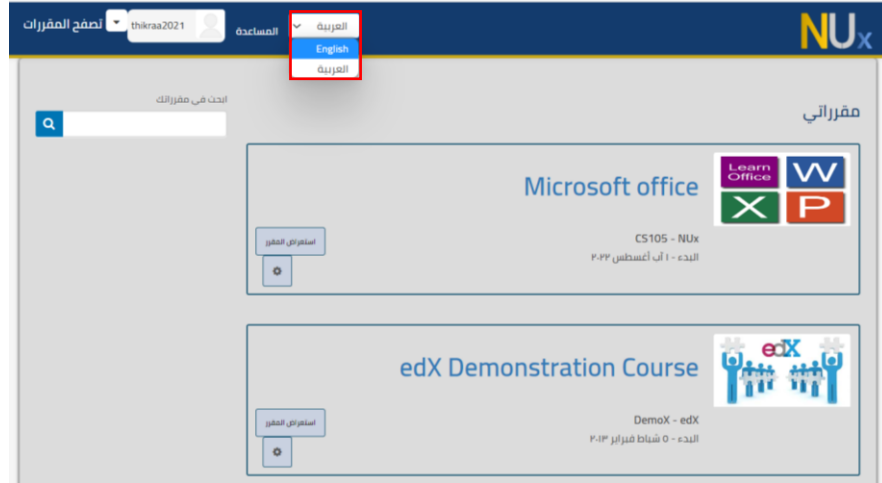 NUx
العربية
English
العربية
المساعدة
thikraa2021
تصفح المقررات
مقرراتي
ابحث في مقرراتك
Learn Office
W
X
P
Microsoft office
CS105 - NUx
البدء - ١ آب أغسطس ٢٠٢٢
استعراض المقرر
edX
edX Demonstration Course
DemoX - edX
البدء - ٥ شباط فبراير ٢٠١٣
استعراض المقرر